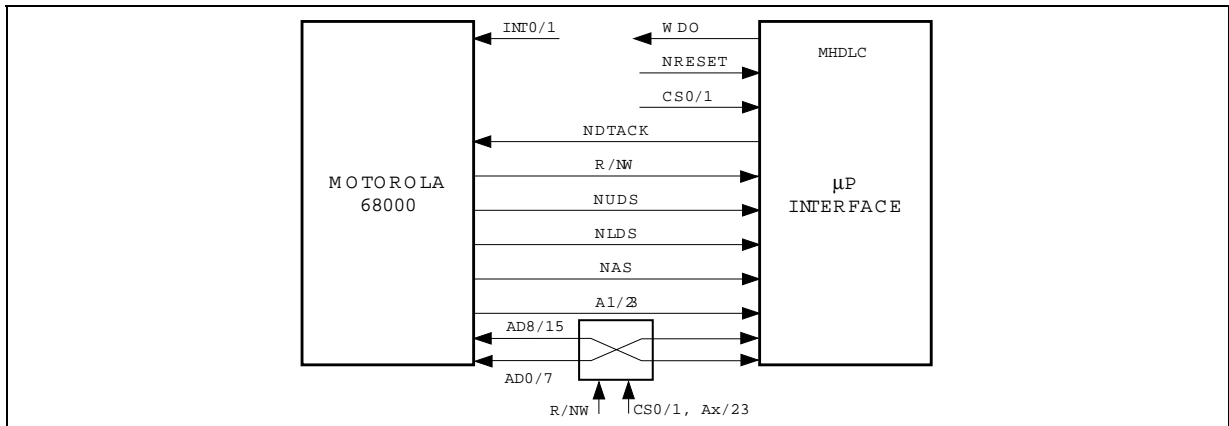 INT0/1
WDO
MHDLC
NRESET
CS0/1
NDTACK
R/NW
MOTOROLA
68000
µP
INTERFACE
NUDS
NLDS
NAS
A1/23
AD8/15
AD0/7
R/NW
CS0/1, Ax/23